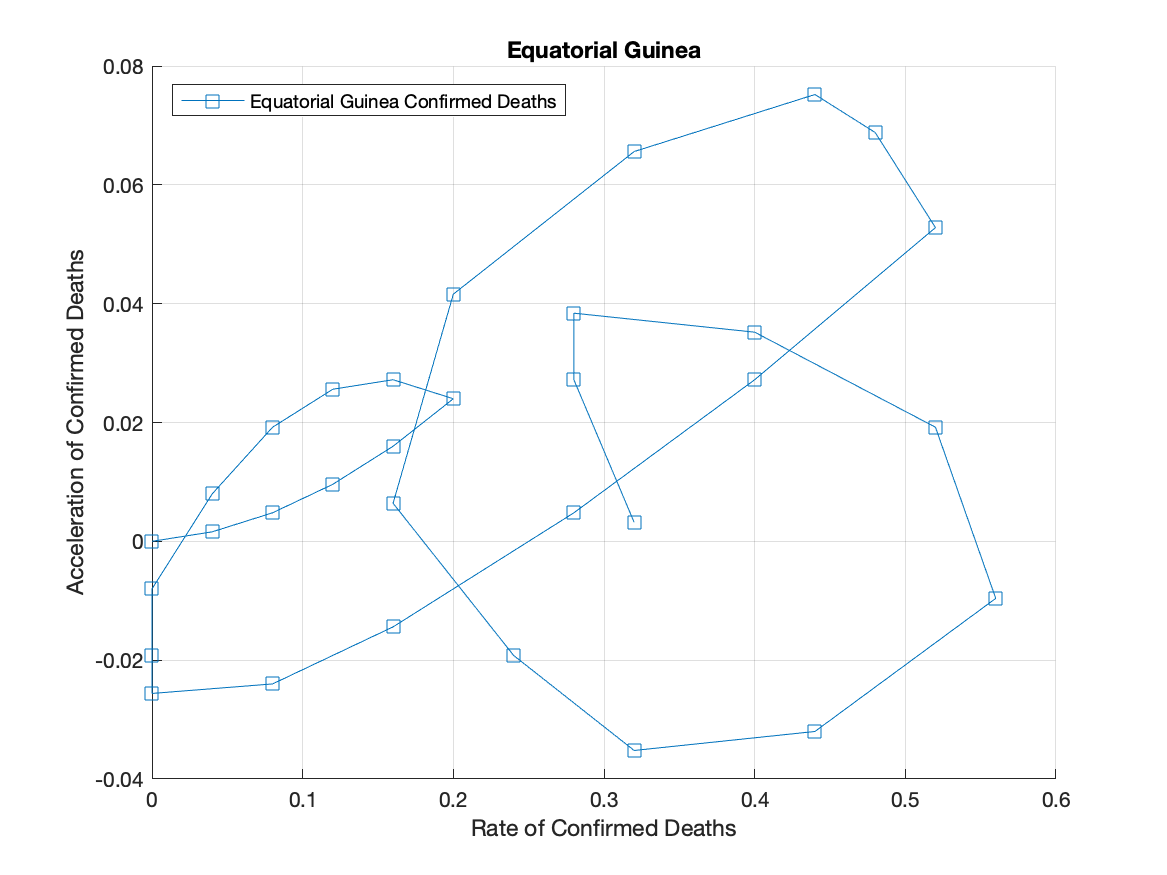 Equatorial Guinea
Equatorial Guinea Confirmed Deaths
0.08
0.06
0.04
0.02
0
-0.02
-0.04
0 0.1 0.2 0.3 0.4 0.5 0.6
Acceleration of Confirmed Deaths
Rate of Confirmed Deaths